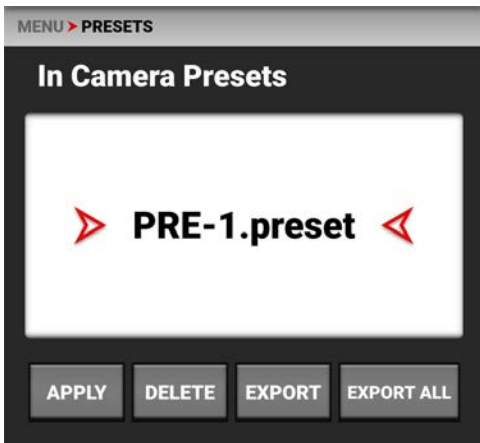 MENU > PRESETS
In Camera Presets
PRE-1.preset
APPLY DELETE EXPORT EXPORT ALL